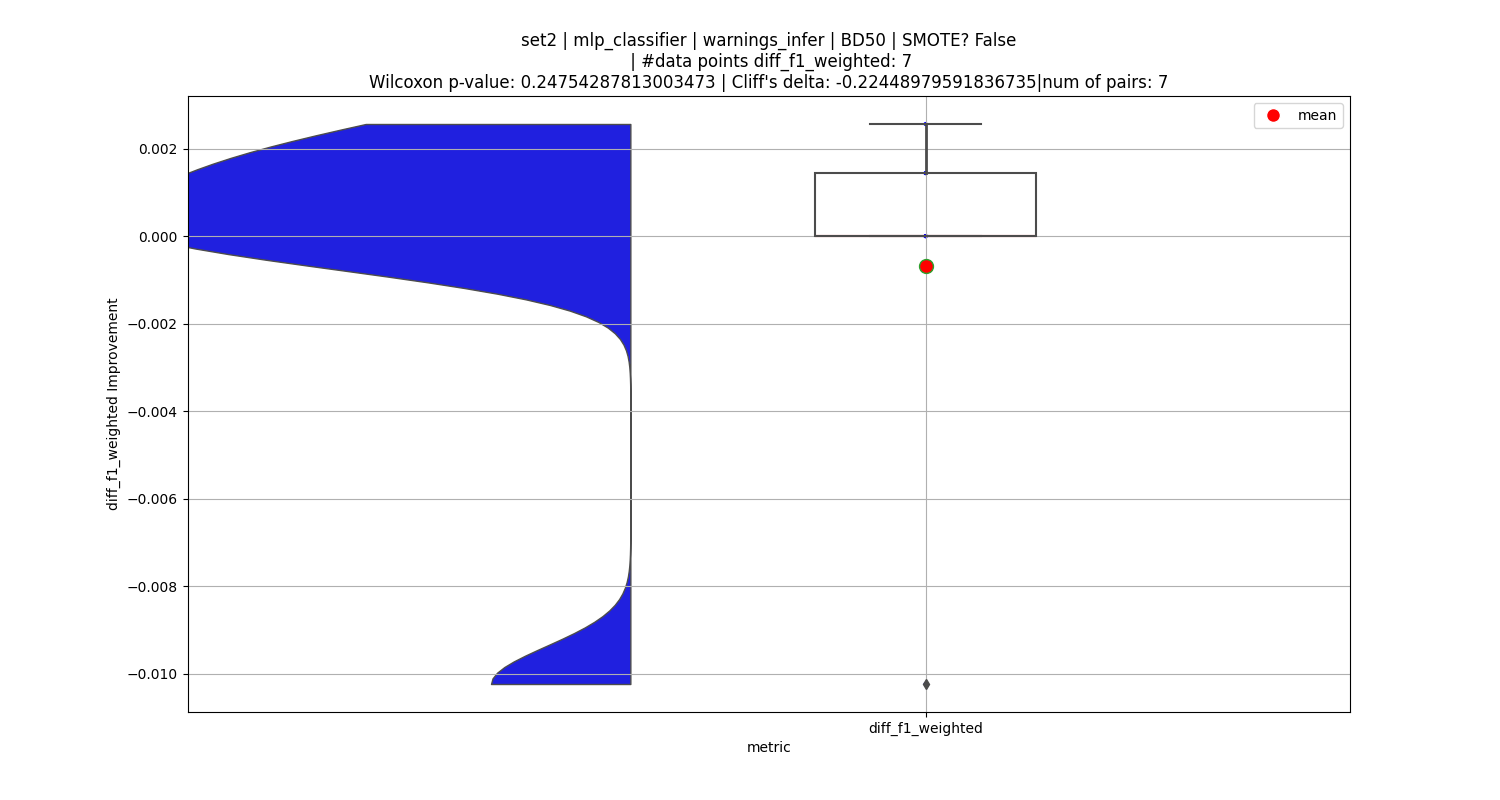 set2 | mlp_classifier | warnings_infer | BD50 | SMOTE? False
| #data points diff_f1_weighted: 7
Wilcoxon p-value: 0.24754287813003473 | Cliff's delta: -0.22448979591836735|num of pairs: 7
mean
0.002
0.000
−0.002
−0.004
−0.006
−0.008
−0.010
diff_f1_weighted Improvement
diff_f1_weighted
metric